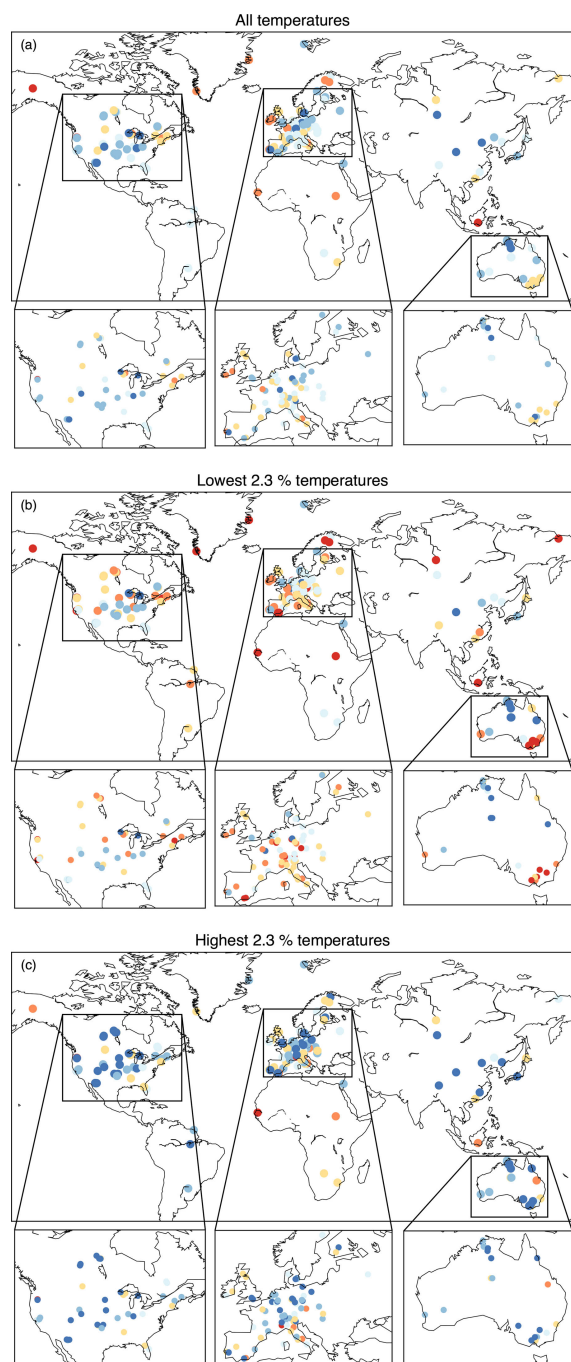 All temperatures
(a)
Lowest 2.3 % temperatures
(b)
Highest 2.3 % temperatures
(c)